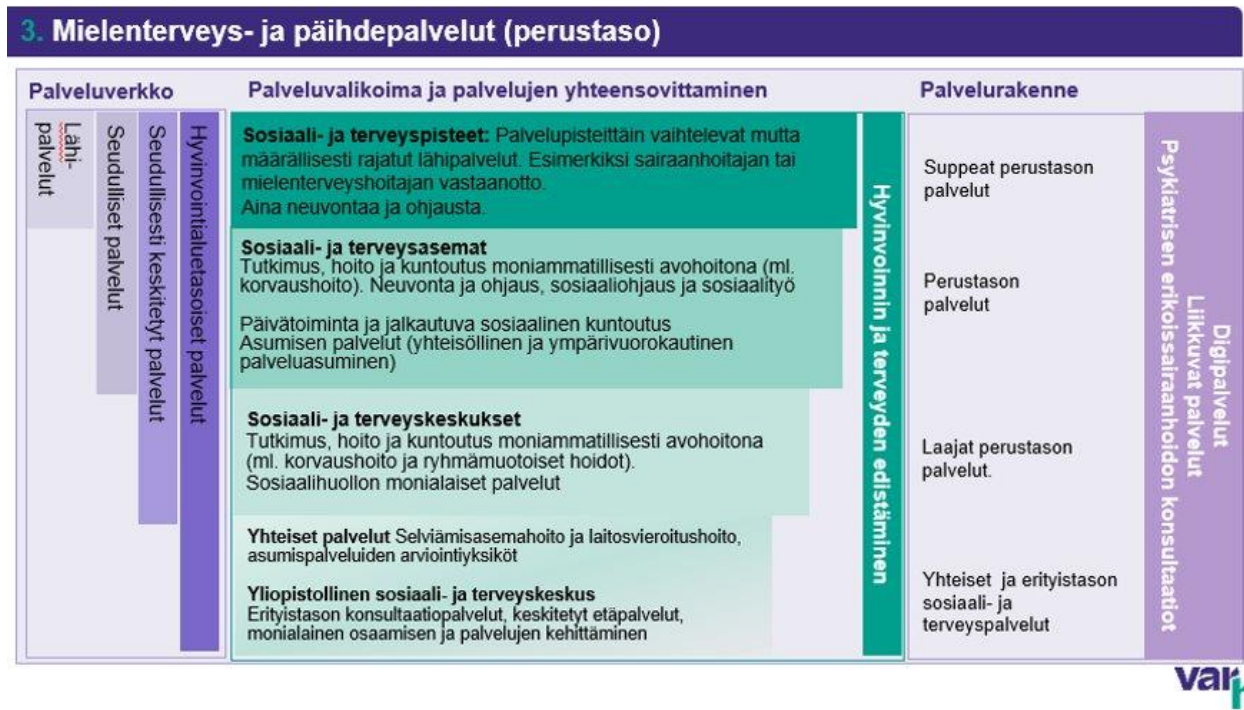 3. Mielenterveys- ja päihdepalvelut (perustaso)
Palveluverkko
Lähi-
palvelut
Seudulliset palvelut
Seudullisesti keskitetyt palvelut
Hyvinvointialuetasoiset palvelut
Palveluvalikoima ja palvelujen yhteensovittaminen
Sosiaali- ja terveyspisteet: Palvelupisteittäin vaihtelevat mutta
määrällisesti rajatut lähipalvelut. Esimerkiksi sairaanhoitajan tai
mielenterveyshoitajan vastaanotto.
Aina neuvontaa ja ohjausta.
Sosiaali- ja terveysasemat
Tutkimus, hoito ja kuntoutus moniammatillisesti avohoitona (ml.
korvaushoito). Neuvonta ja ohjaus, sosiaaliohjaus ja sosiaalityö
Päivätoiminta ja jalkautuva sosiaalinen kuntoutus
Asumisen palvelut (yhteisöllinen ja ympärivuorokautinen
palveluasuminen)
Sosiaali- ja terveyskeskukset
Tutkimus, hoito ja kuntoutus moniammatillisesti avohoitona
(ml. korvaushoito ja ryhmämuotoiset hoidot).
Sosiaalihuollon monialaiset palvelut
Yhteiset palvelut Selviämisasemahoito ja laitosvieroitushoito,
asumispalveluiden arviointiyksiköt
Yliopistollinen sosiaali- ja terveyskeskus
Erityistason konsultaatiopalvelut, keskitetyt etäpalvelut,
monialainen osaamisen ja palvelujen kehittäminen
Hyvinvoinnin ja terveyden edistäminen
Palvelurakenne
Suppeat perustason
palvelut
Perustason
palvelut
Laajat perustason
palvelut.
Yhteiset ja erityistason
sosiaali- ja
terveyspalvelut
Digipalvelut
Liikkuvat palvelut
Psykiatrisen erikoissairaanhoidon konsultaatiot